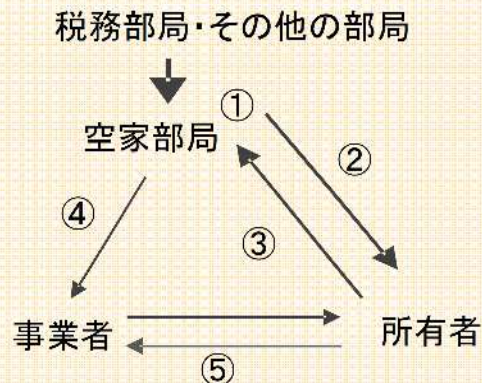 税務部局・その他の部局
①
空家部局
②
④
③
事業者
所有者
⑤